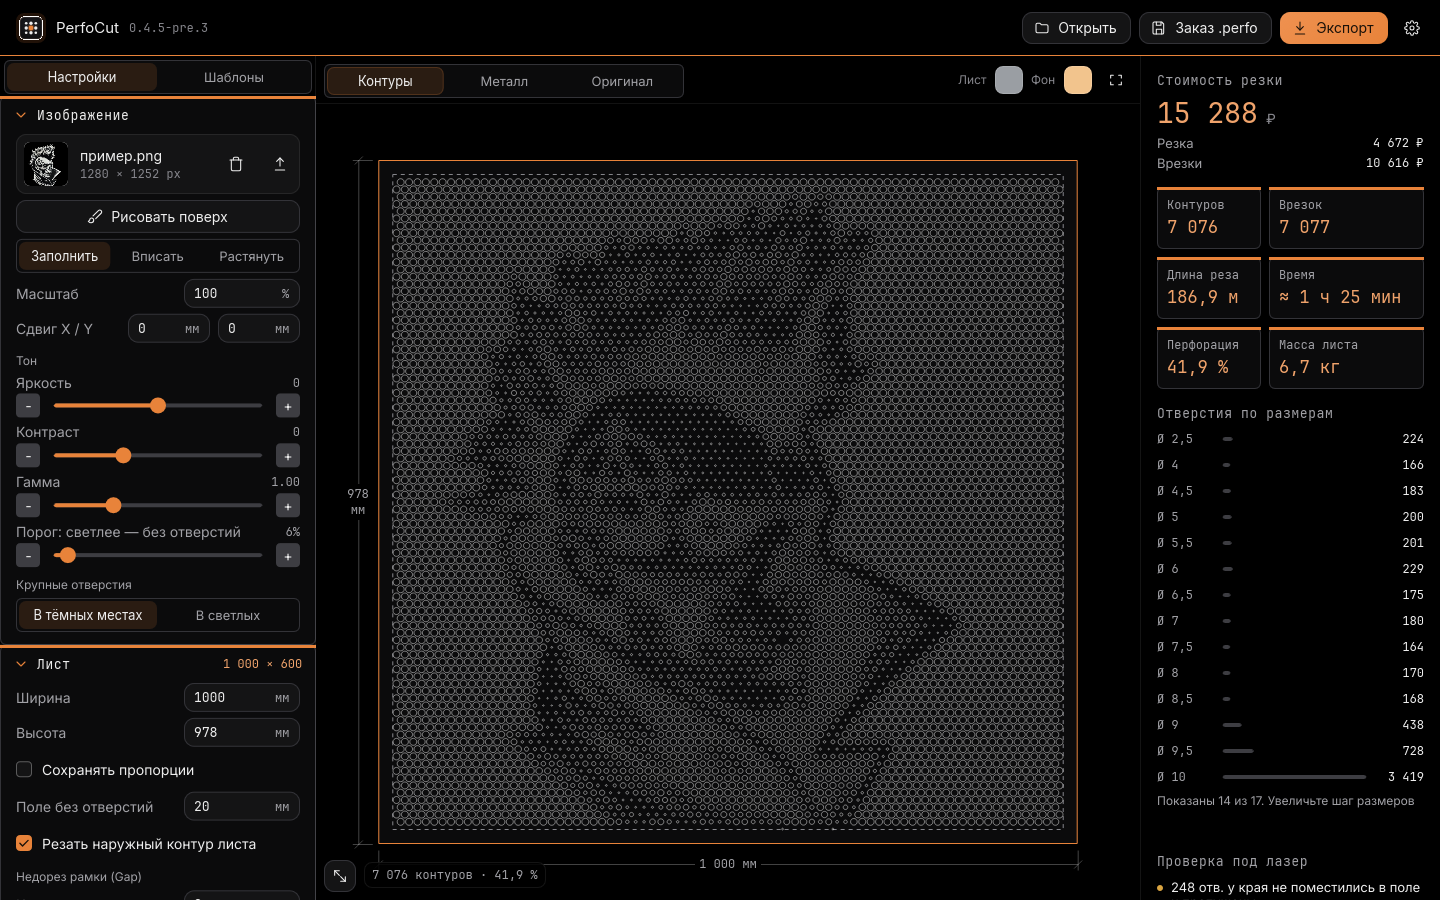 PerfoCut 0.4.5-pre.3
Открыть
Заказ .perfo
Экспорт
Настройки
Шаблоны
Изображение
пример.png
1280 × 1252 px
Рисовать поверх
Заполнить
Вписать
Растянуть
Масштаб 100 %
Сдвиг X / Y 0 мм 0 мм
Тон
Яркость 0
- +
Контраст 0
- +
Гамма 1.00
- +
Порог: светлее — без отверстий 6%
- +
Крупные отверстия
В тёмных местах
В светлых
Лист 1 000 × 600
Ширина 1000 мм
Высота 978 мм
Сохранять пропорции
Поле без отверстий 20 мм
Резать наружный контур листа
Недорез рамки (Gap)
Контуры
Металл
Оригинал
Лист
Фон
978
мм
1 000 мм
7 076 контуров · 41,9 %
Стоимость резки
15 288 ₽
Резка 4 672 ₽
Врезки 10 616 ₽
Контуров
7 076
Врезок
7 077
Длина реза
186,9 м
Время
≈ 1 ч 25 мин
Перфорация
41,9 %
Масса листа
6,7 кг
Отверстия по размерам
Ø 2,5 224
Ø 4 166
Ø 4,5 183
Ø 5 200
Ø 5,5 201
Ø 6 229
Ø 6,5 175
Ø 7 180
Ø 7,5 164
Ø 8 170
Ø 8,5 168
Ø 9 438
Ø 9,5 728
Ø 10 3 419
Показаны 14 из 17. Увеличьте шаг размеров
Проверка под лазер
248 отв. у края не поместились в поле